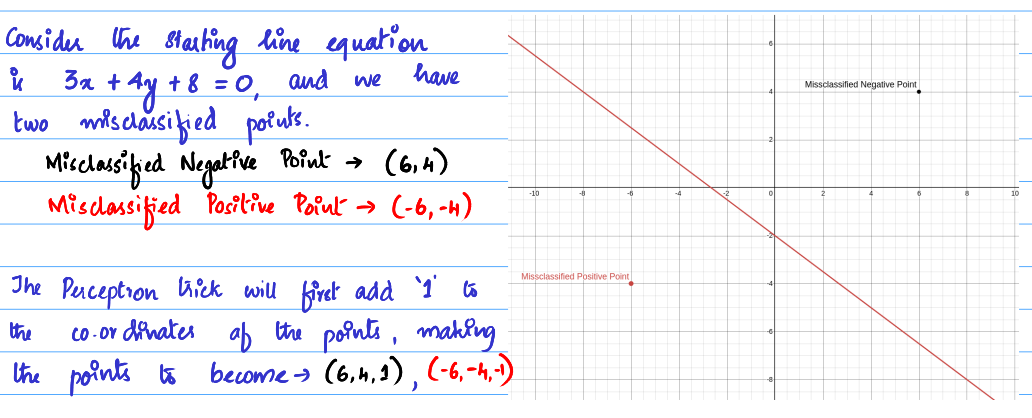 Consider the starting line equation
is 3x + 4y + 8 = 0, and we have
two misclassified points.
Misclassified Negative Point → (6,4)
Misclassified Positive Point → (-6,-4)
The Perceptron trick will first add '1' to
the co-ordinates of the points, making
the points to become → (6,4,1), (-6,-4,-1)
6
Missclassified Negative Point
4
2
-10 -8 -6 -4 -2 0 2 4 6 8 10
-2
Missclassified Positive Point
-4
-6
-8